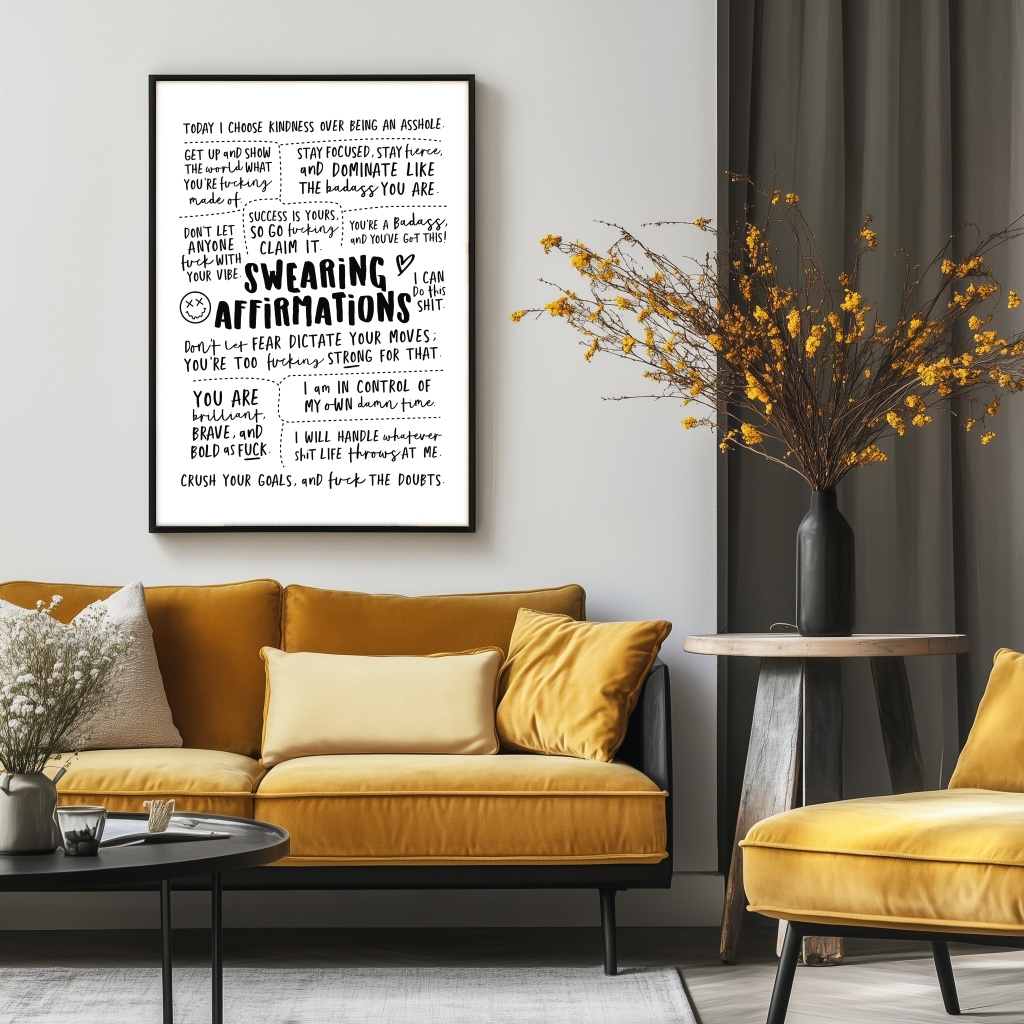 TODAY I CHOOSE KINDNESS OVER BEING AN ASSHOLE.
GET UP and SHOW
THE world WHAT
YOU'RE fucking
made of.
STAY FOCUSED, STAY fierce,
and DOMINATE LIKE
THE badass YOU ARE.
SUCCESS IS YOURS,
SO GO fucking
CLAIM IT.
YOU'RE A Badass,
and YOU'VE GOT THIS!
DON'T LET
ANYONE
fuck WITH
YOUR VIBE.
SWEARiNG
AFFiRMATiONS
I CAN
Do this
SHIT.
Don't let FEAR DICTATE YOUR MOVES;
YOU'RE TOO fucking STRONG FOR THAT.
YOU ARE
brilliant,
BRAVE, and
BOLD as FUCK.
I am IN CONTROL OF
MY oWN damn time.
I WILL HANDLE whatever
shiT LIFE throws AT ME.
CRUSH YOUR GOALS, and fuck THE DOUBTS.